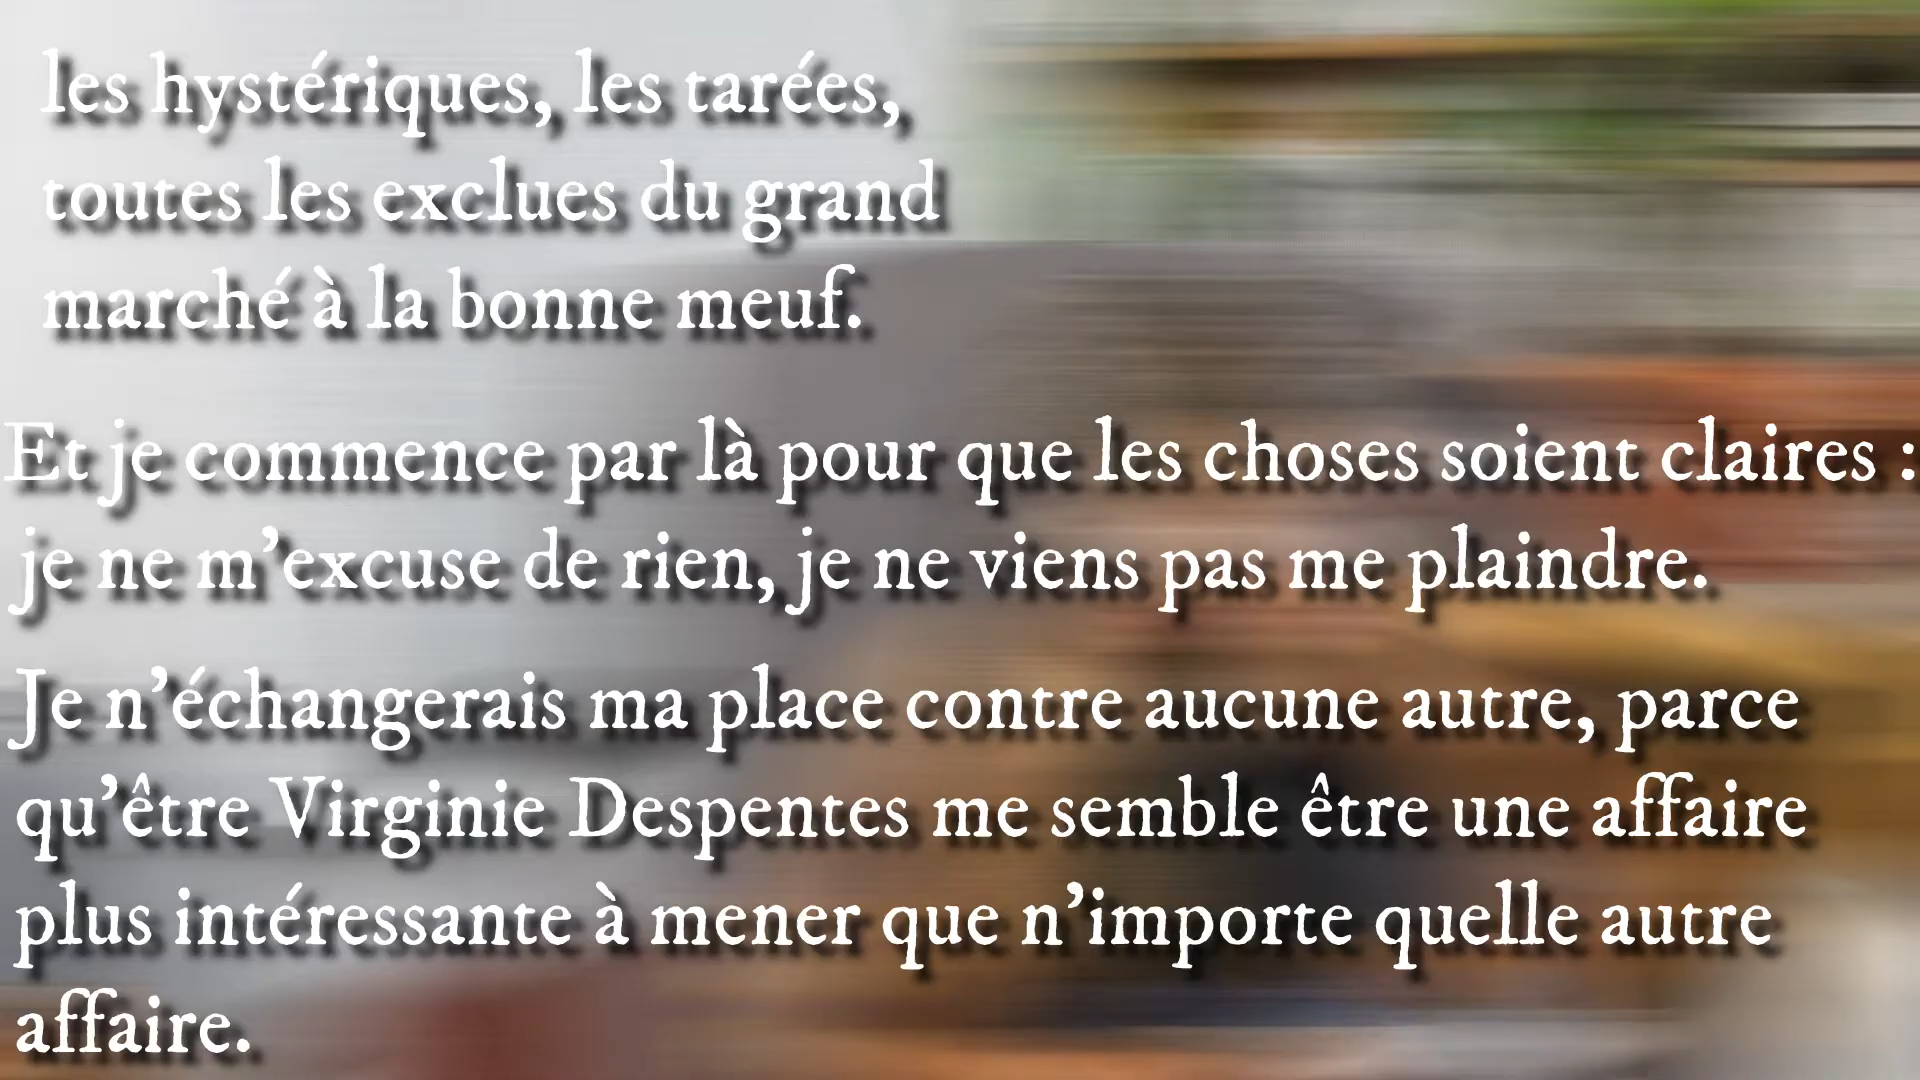 les hystériques, les tarées,
toutes les exclues du grand
marché à la bonne meuf.
Et je commence par là pour que les choses soient claires :
je ne m’excuse de rien, je ne viens pas me plaindre.
Je n’échangerais ma place contre aucune autre, parce
qu’être Virginie Despentes me semble être une affaire
plus intéressante à mener que n’importe quelle autre
affaire.